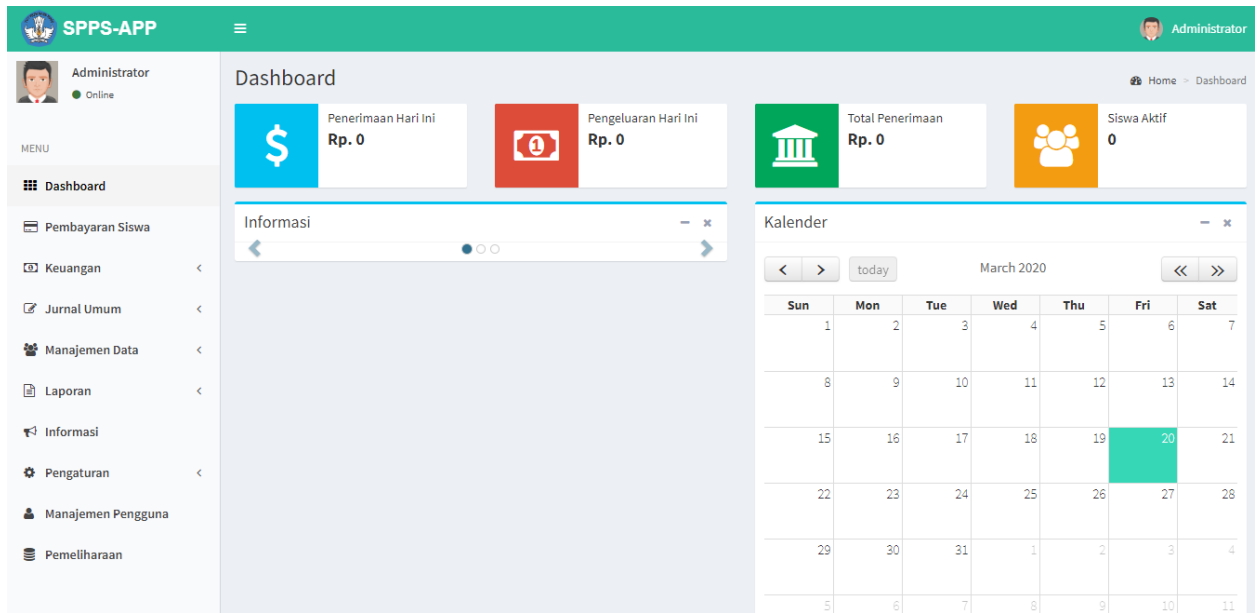 SPPS-APP
Administrator
Administrator
Online
MENU
Dashboard
Pembayaran Siswa
Keuangan
Jurnal Umum
Manajemen Data
Laporan
Informasi
Pengaturan
Manajemen Pengguna
Pemeliharaan
Dashboard
Home > Dashboard
Penerimaan Hari Ini
Rp. 0
Pengeluaran Hari Ini
Rp. 0
Total Penerimaan
Rp. 0
Siswa Aktif
0
Informasi
Kalender
today
March 2020
Sun Mon Tue Wed Thu Fri Sat
1 2 3 4 5 6 7
8 9 10 11 12 13 14
15 16 17 18 19 20 21
22 23 24 25 26 27 28
29 30 31 1 2 3 4
5 6 7 8 9 10 11